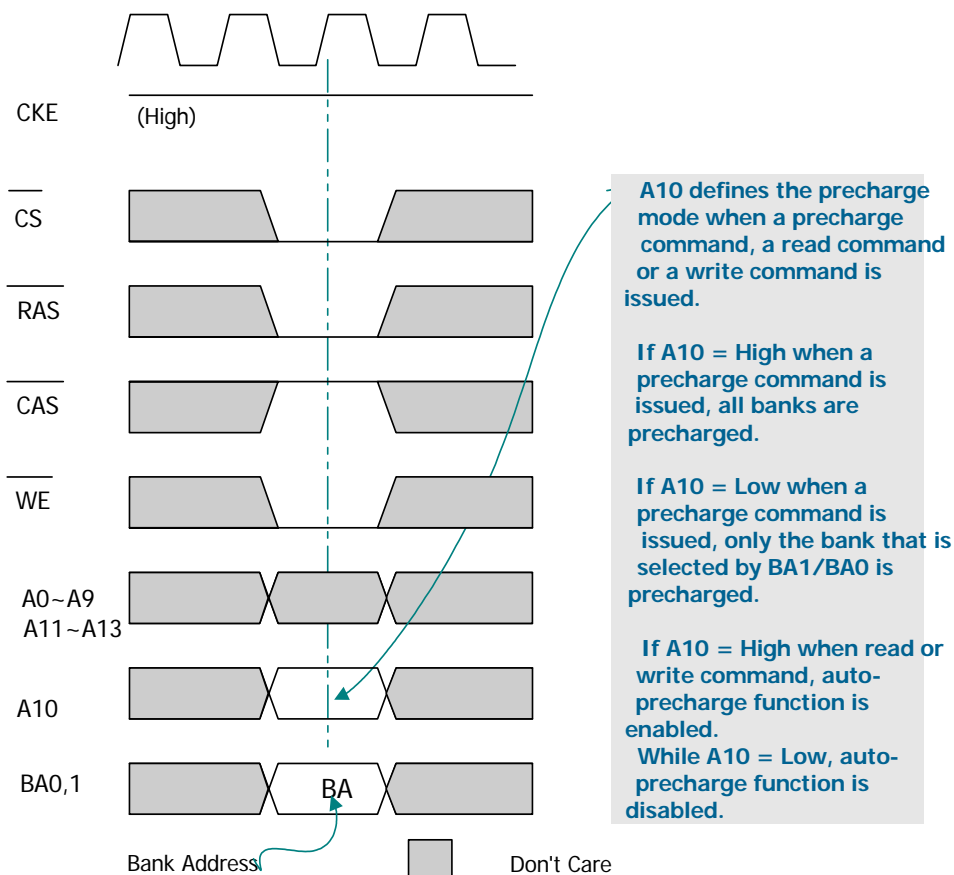 CKE
(High)
CS
RAS
CAS
WE
A0~A9
A11~A13
A10
BA0,1
BA
Bank Address
Don't Care
A10 defines the precharge
mode when a precharge
command, a read command
or a write command is
issued.
If A10 = High when a
precharge command is
issued, all banks are
precharged.
If A10 = Low when a
precharge command is
issued, only the bank that is
selected by BA1/BA0 is
precharged.
If A10 = High when read or
write command, auto-
precharge function is
enabled.
While A10 = Low, auto-
precharge function is
disabled.